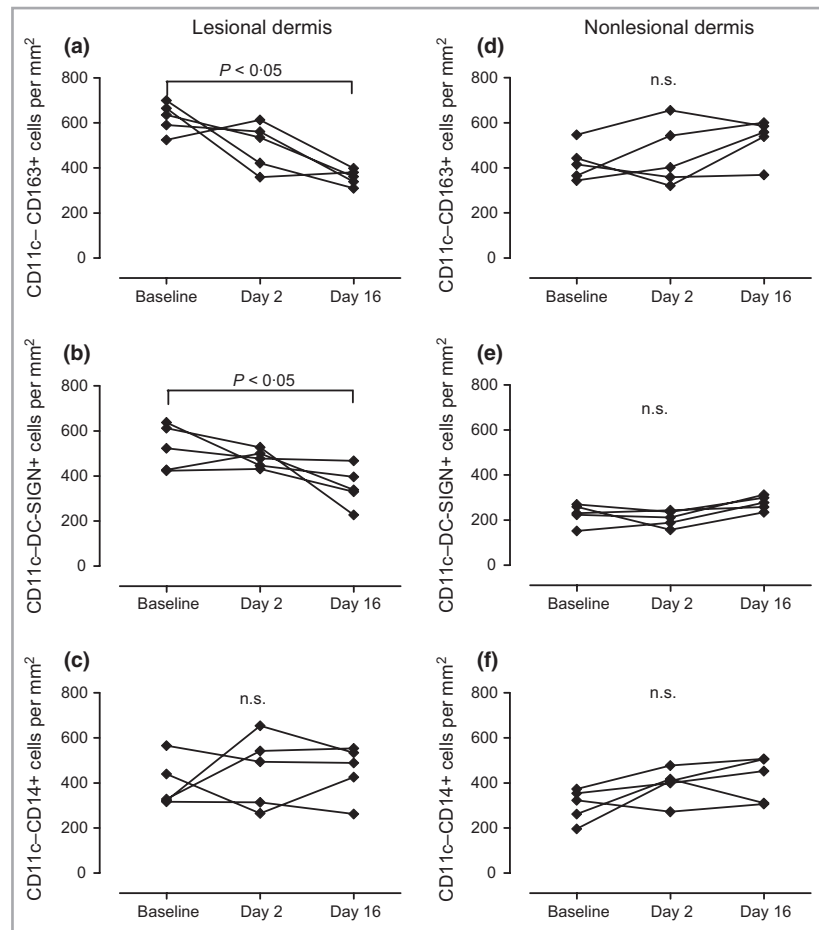 Lesional dermis
Nonlesional dermis
(a)
P < 0·05
CD11c– CD163+ cells per mm²
800
600
400
200
0
Baseline Day 2 Day 16
(d)
n.s.
CD11c–CD163+ cells per mm²
800
600
400
200
0
Baseline Day 2 Day 16
(b)
P < 0·05
CD11c–DC-SIGN+ cells per mm²
800
600
400
200
0
Baseline Day 2 Day 16
(e)
n.s.
CD11c–DC-SIGN+ cells per mm²
800
600
400
200
0
Baseline Day 2 Day 16
(c)
n.s.
CD11c–CD14+ cells per mm²
800
600
400
200
0
Baseline Day 2 Day 16
(f)
n.s.
CD11c–CD14+ cells per mm²
800
600
400
200
0
Baseline Day 2 Day 16